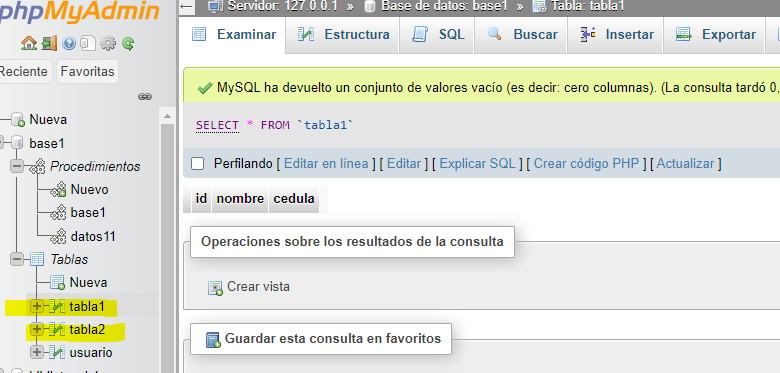 phpMyAdmin
Reciente Favoritas
Nueva
base1
Procedimientos
Nuevo
base1
datos11
Tablas
Nueva
tabla1
tabla2
usuario
Servidor: 127.0.0.1 » Base de datos: base1 » Tabla: tabla1
Examinar Estructura SQL Buscar Insertar Exportar
MySQL ha devuelto un conjunto de valores vacío (es decir: cero columnas). (La consulta tardó 0,
SELECT * FROM `tabla1`
Perfilando [ Editar en línea ] [ Editar ] [ Explicar SQL ] [ Crear código PHP ] [ Actualizar ]
id nombre cedula
Operaciones sobre los resultados de la consulta
Crear vista
Guardar esta consulta en favoritos